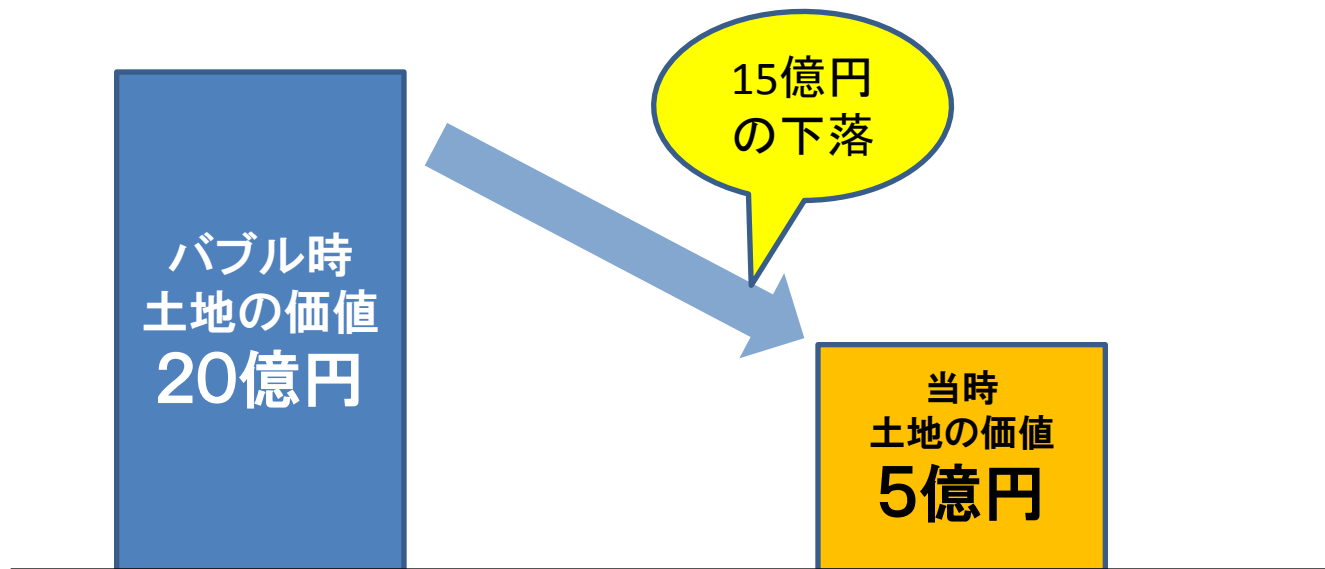 バブル時
土地の価値
20億円
15億円
の下落
当時
土地の価値
5億円